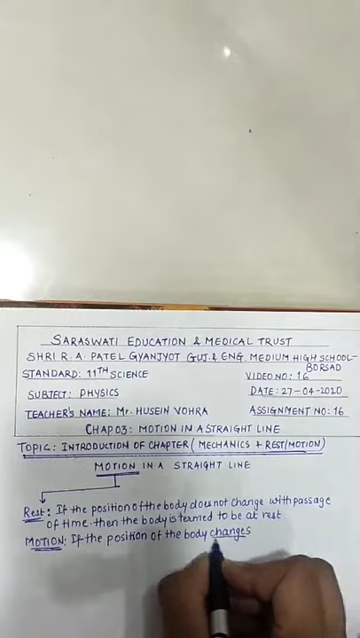 SARASWATI EDUCATION & MEDICAL TRUST
SHRI R. A. PATEL GYANJYOT GUJ. & ENG. MEDIUM HIGH SCHOOL-
BORSAD
STANDARD: 11TH SCIENCE
VIDEO NO: 16
SUBJECT: PHYSICS
DATE: 27-04-2020
TEACHER'S NAME: Mr. HUSEIN VOHRA
ASSIGNMENT NO: 16
CHAP 03: MOTION IN A STRAIGHT LINE
TOPIC: INTRODUCTION OF CHAPTER (MECHANICS + REST/MOTION)
MOTION IN A STRAIGHT LINE
Rest: If the position of the body does not change with passage
of time then the body is termed to be at rest
MOTION: If the position of the body changes